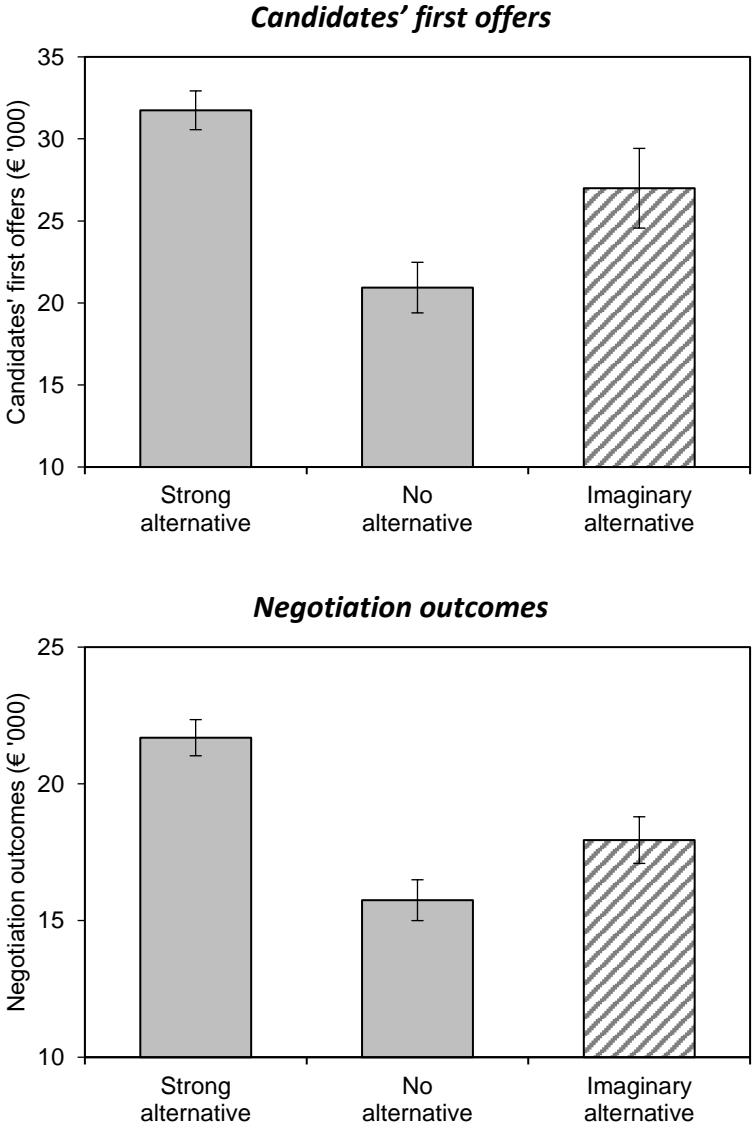 Candidates’ first offers
Candidates' first offers (€ '000)
35
30
25
20
15
10
Strong
alternative
No
alternative
Imaginary
alternative
Negotiation outcomes
Negotiation outcomes (€ '000)
25
20
15
10
Strong
alternative
No
alternative
Imaginary
alternative